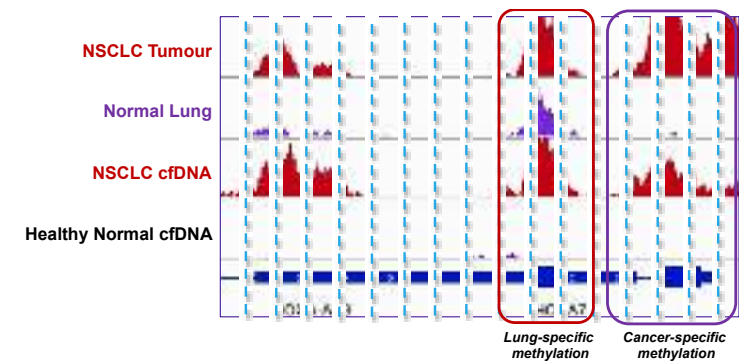 NSCLC Tumour
Normal Lung
NSCLC cfDNA
Healthy Normal cfDNA
Lung-specific
methylation
Cancer-specific
methylation